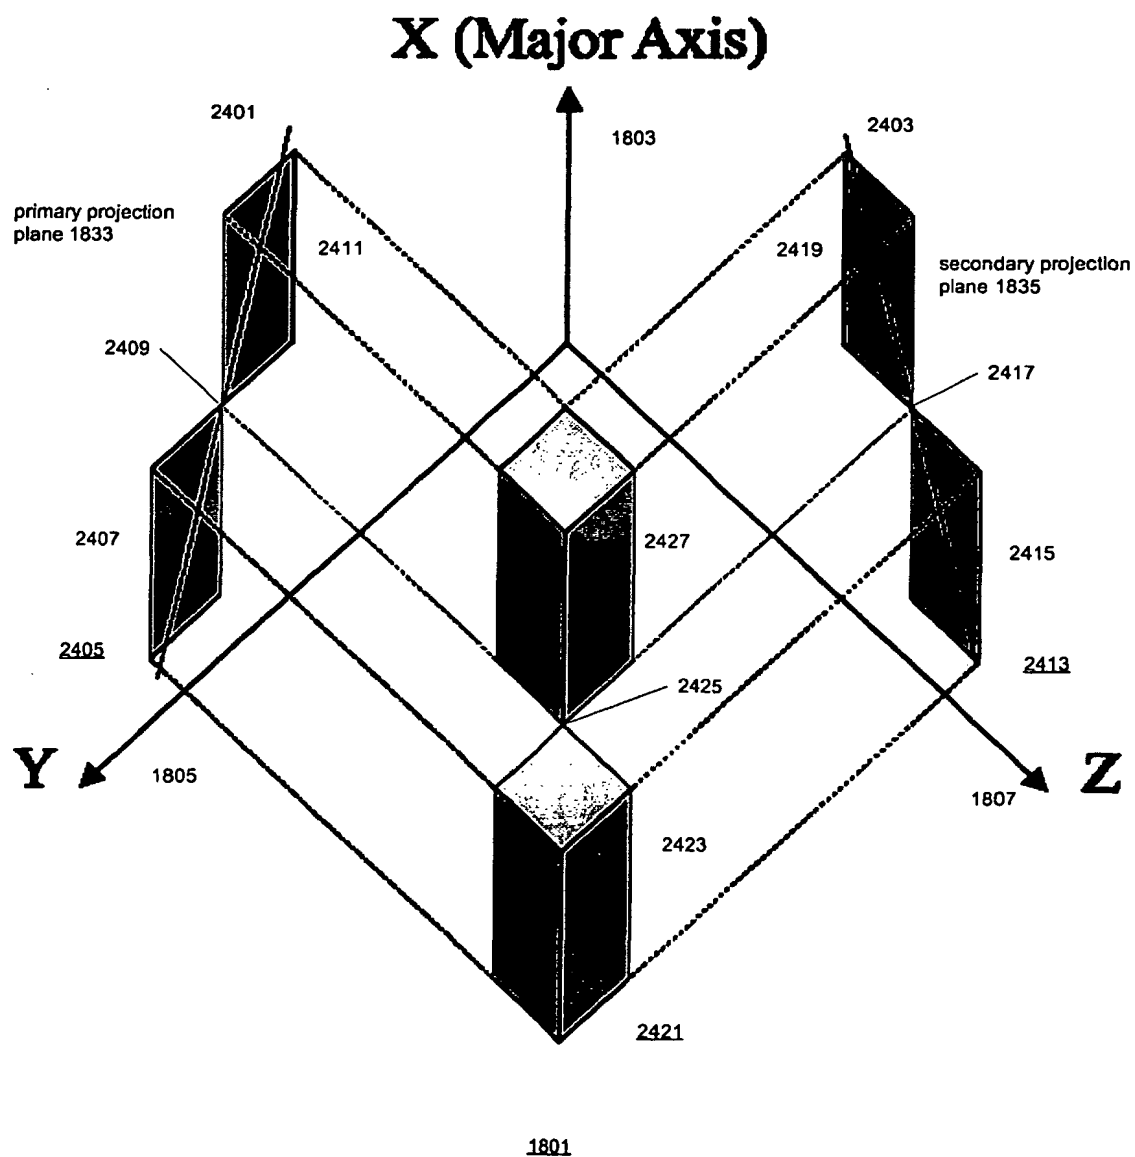 X (Major Axis)
2401
2403
1803
primary projection
plane 1833
2411
2419
secondary projection
plane 1835
2409
2417
2407
2427
2415
2405
2413
2425
Y
1805
Z
1807
2423
2421
1801